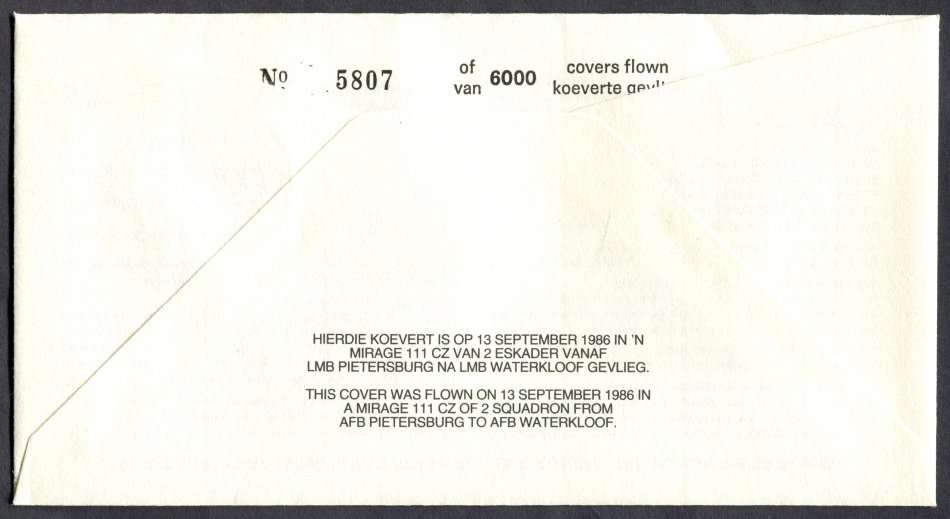 Nº 5807 of van 6000 covers flown
koeverte
HIERDIE KOEVERT IS OP 13 SEPTEMBER 1986 IN 'N
MIRAGE 111 CZ VAN 2 ESKADER VANAF
LMB PIETERSBURG NA LMB WATERKLOOF GEVLIEG.
THIS COVER WAS FLOWN ON 13 SEPTEMBER 1986 IN
A MIRAGE 111 CZ OF 2 SQUADRON FROM
AFB PIETERSBURG TO AFB WATERKLOOF.